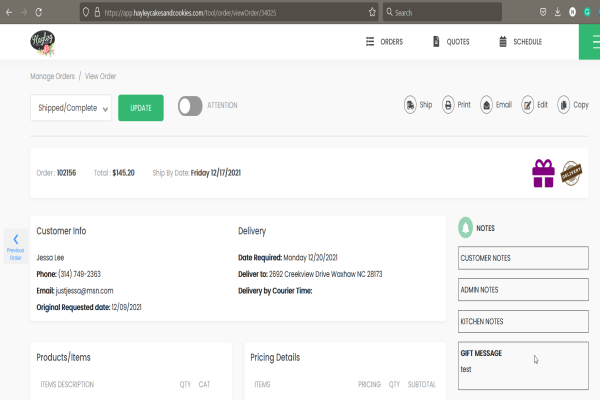 https://app.hayleycakesandcookies.com/tool/order/viewOrder/34025
Search
Hayley
ORDERS
QUOTES
SCHEDULE
Manage Orders / View Order
Shipped/Complete
UPDATE
ATTENTION
Ship
Print
Email
Edit
Copy
Order : 102156
Total : $145.20
Ship By Date: Friday 12/17/2021
DELIVERY
Previous
Order
Customer Info
Jessa Lee
Phone: (314) 749-2363
Email: justjessa@msn.com
Original Requested date: 12/09/2021
Delivery
Date Required: Monday 12/20/2021
Deliver to: 2692 Creekview Drive Waxhaw NC 28173
Delivery by Courier Time:
NOTES
CUSTOMER NOTES
ADMIN NOTES
KITCHEN NOTES
GIFT MESSAGE
test
Products/Items
ITEMS DESCRIPTION QTY CAT
Pricing Details
ITEMS PRICING QTY SUBTOTAL